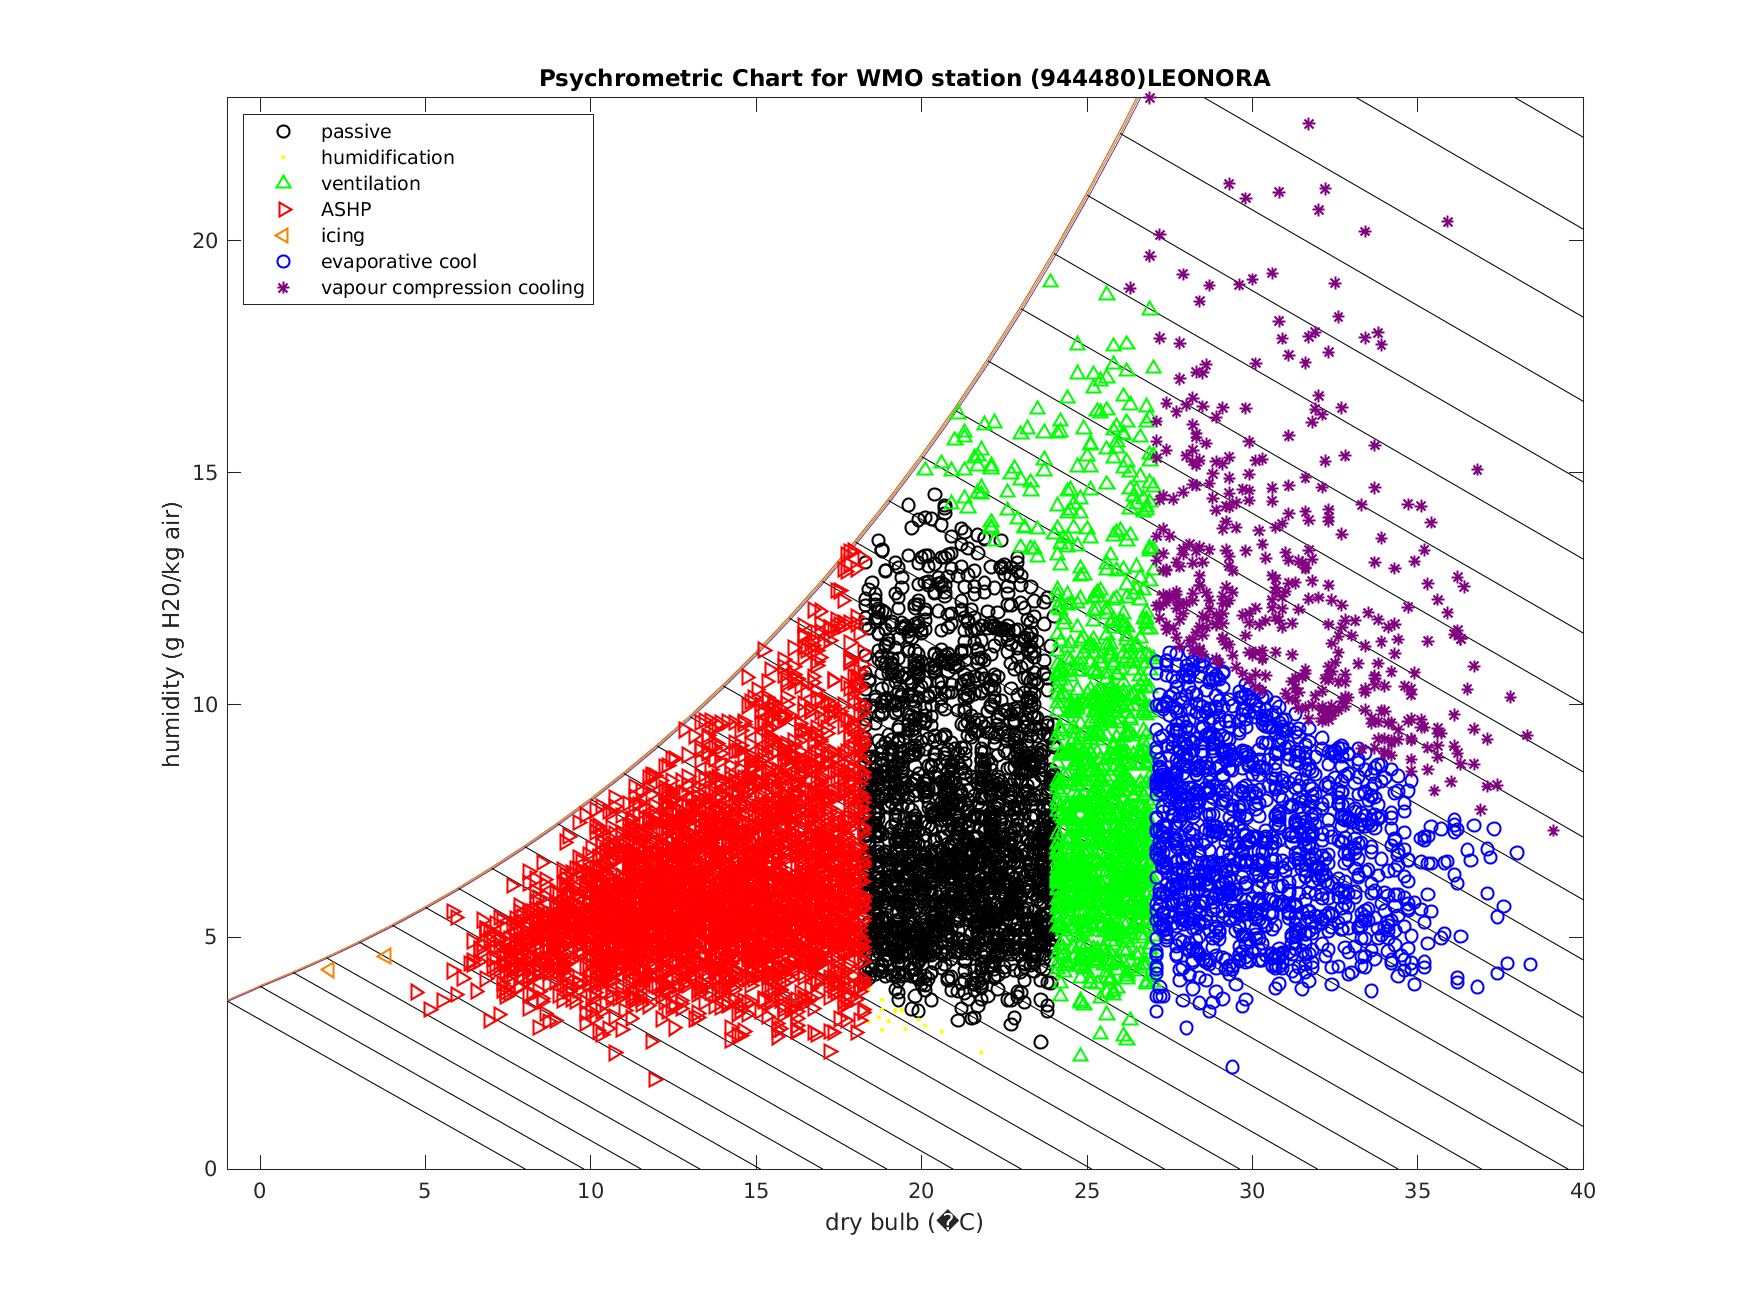 Psychrometric Chart for WMO station (944480)LEONORA
passive
humidification
ventilation
ASHP
icing
evaporative cool
vapour compression cooling
humidity (g H20/kg air)
20
15
10
5
0
0 5 10 15 20 25 30 35 40
dry bulb (�C)